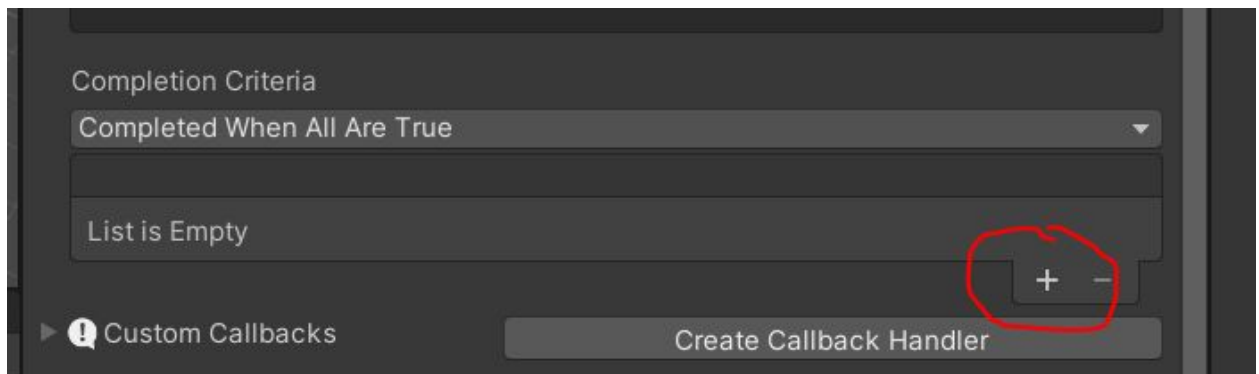 Completion Criteria
Completed When All Are True
List is Empty
+ −
Custom Callbacks
Create Callback Handler